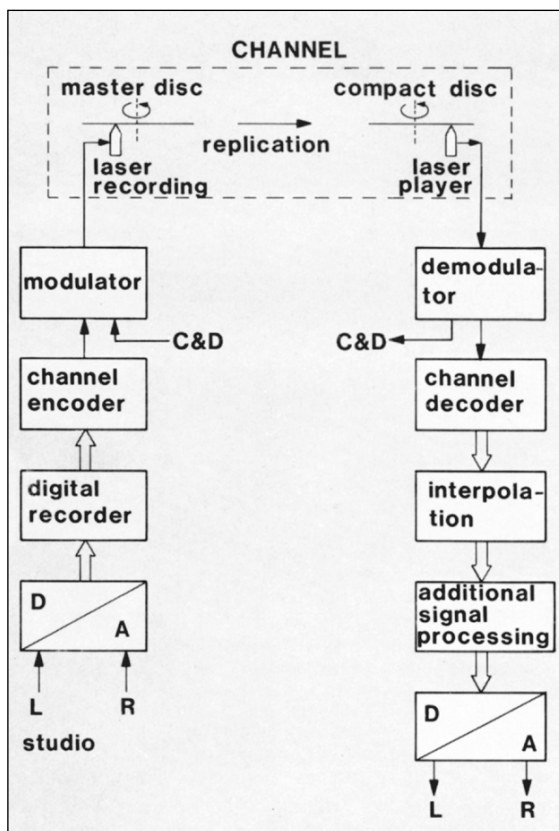 CHANNEL
master disc
compact disc
replication
laser
recording
laser
player
modulator
C&D
channel
encoder
digital
recorder
D
A
L R
studio
demodula-
tor
C&D
channel
decoder
interpola-
tion
additional
signal
processing
D
A
L R